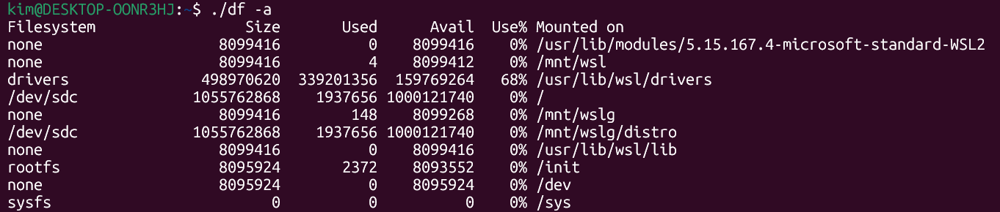 kim@DESKTOP-OONR3HJ:~$ ./df -a
Filesystem Size Used Avail Use% Mounted on
none 8099416 0 8099416 0% /usr/lib/modules/5.15.167.4-microsoft-standard-WSL2
none 8099416 4 8099412 0% /mnt/wsl
drivers 498970620 339201356 159769264 68% /usr/lib/wsl/drivers
/dev/sdc 1055762868 1937656 1000121740 0% /
none 8099416 148 8099268 0% /mnt/wslg
/dev/sdc 1055762868 1937656 1000121740 0% /mnt/wslg/distro
none 8099416 0 8099416 0% /usr/lib/wsl/lib
rootfs 8095924 2372 8093552 0% /init
none 8095924 0 8095924 0% /dev
sysfs 0 0 0 0% /sys